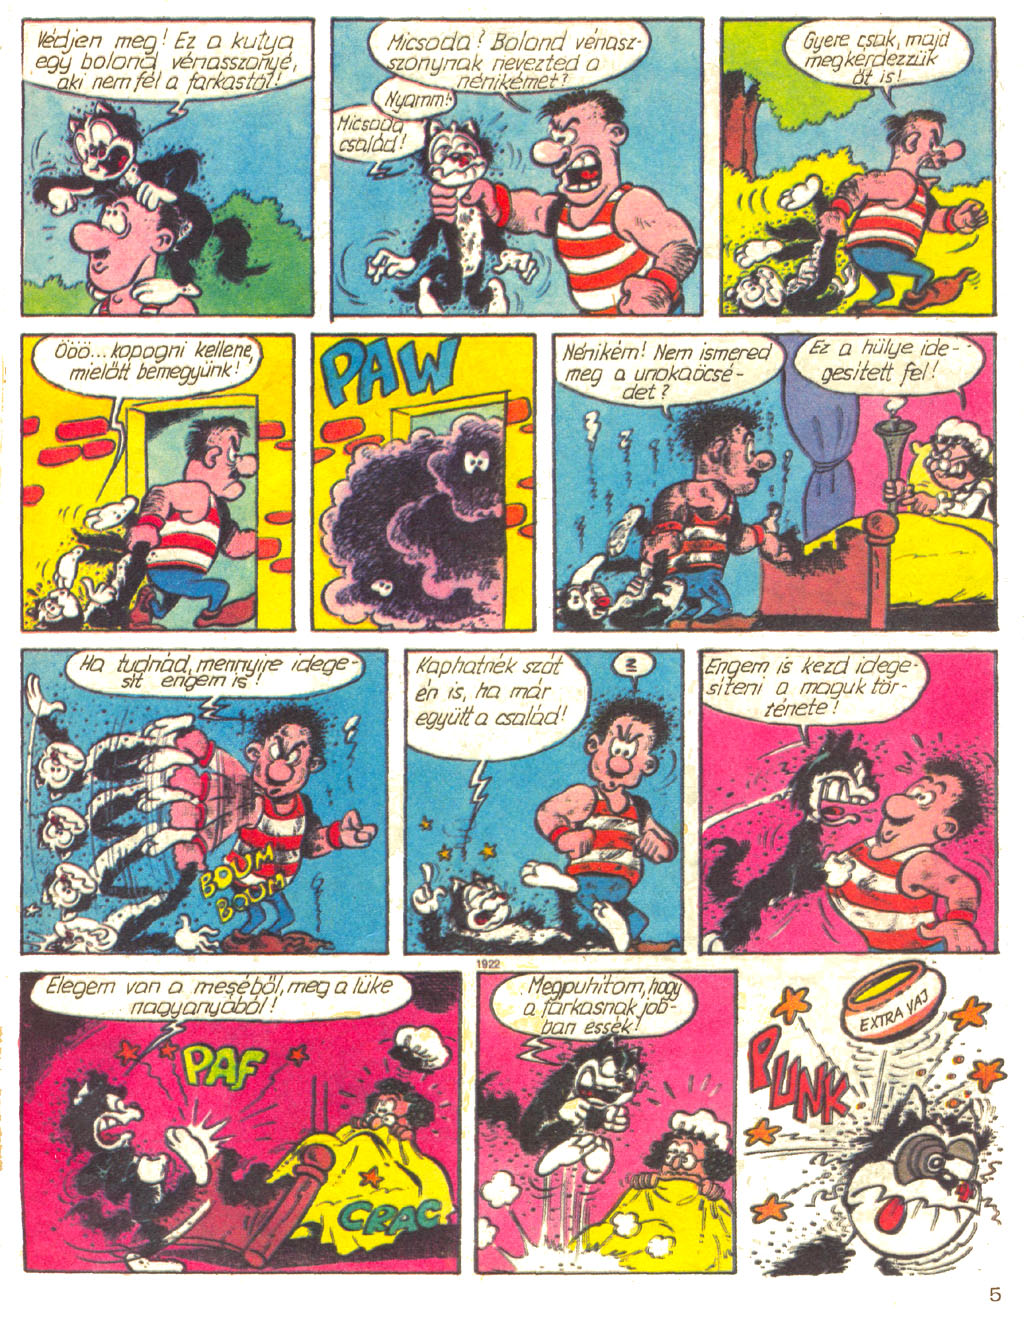 Védjen meg! Ez a kutya
egy bolond vénasszonyé,
aki nem fél a farkastól!
Micsoda? Bolond vénasz-
szonynak nevezted a
nénikémet?
Nyamm!
Micsoda
család!
Gyere csak, majd
megkérdezzük
őt is!
Ööö... kopogni kellene,
mielőtt bemegyünk!
PAW
Nénikém! Nem ismered
meg a unokaöcsé-
det?
Ez a hülye ide-
gesített fel!
Ha tudnád, mennyire idege-
sít engem is!
BOUM
BOUM
Kaphatnék szót
én is, ha már
együtt a család!
2
Engem is kezd idege-
síteni a maguk tör-
ténete!
Elegem van a meséből, meg a lüke
nagyanyából!
PAF
CRAC
1922
Megpuhítom, hogy
a farkasnak job-
ban essék!
EXTRA VAJ
PUNK
5